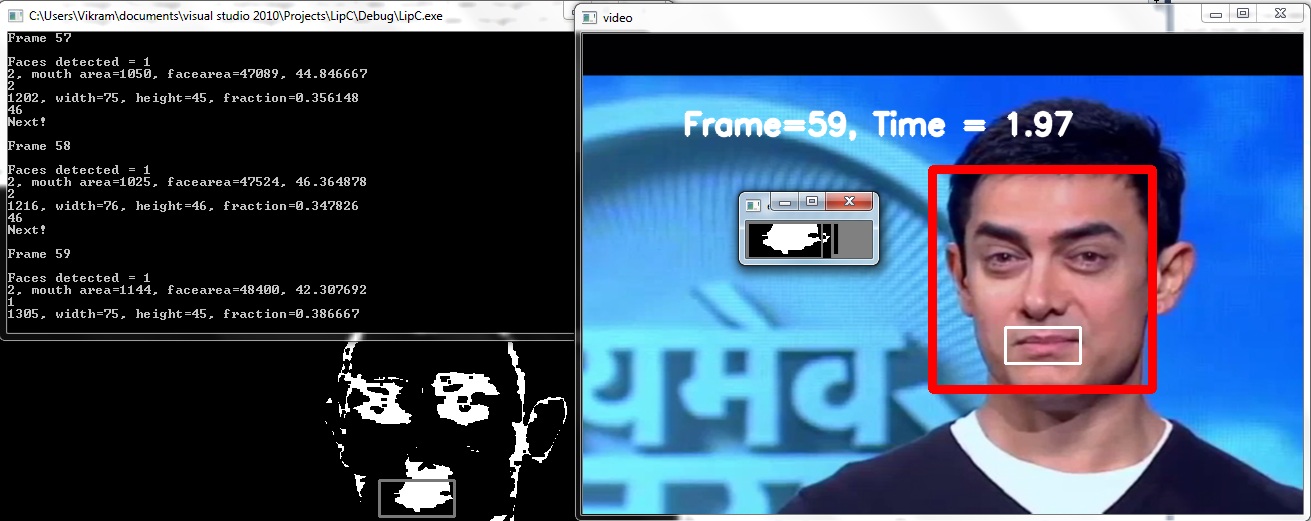 C:\Users\Vikram\documents\visual studio 2010\Projects\LipC\Debug\LipC.exe
Frame 57
Faces detected = 1
2, mouth area=1050, facearea=47089, 44.846667
2
1202, width=75, height=45, fraction=0.356148
46
Next!
Frame 58
Faces detected = 1
2, mouth area=1025, facearea=47524, 46.364878
2
1216, width=76, height=46, fraction=0.347826
46
Next!
Frame 59
Faces detected = 1
2, mouth area=1144, facearea=48400, 42.307692
1
1305, width=75, height=45, fraction=0.386667
video
Frame=59, Time = 1.97